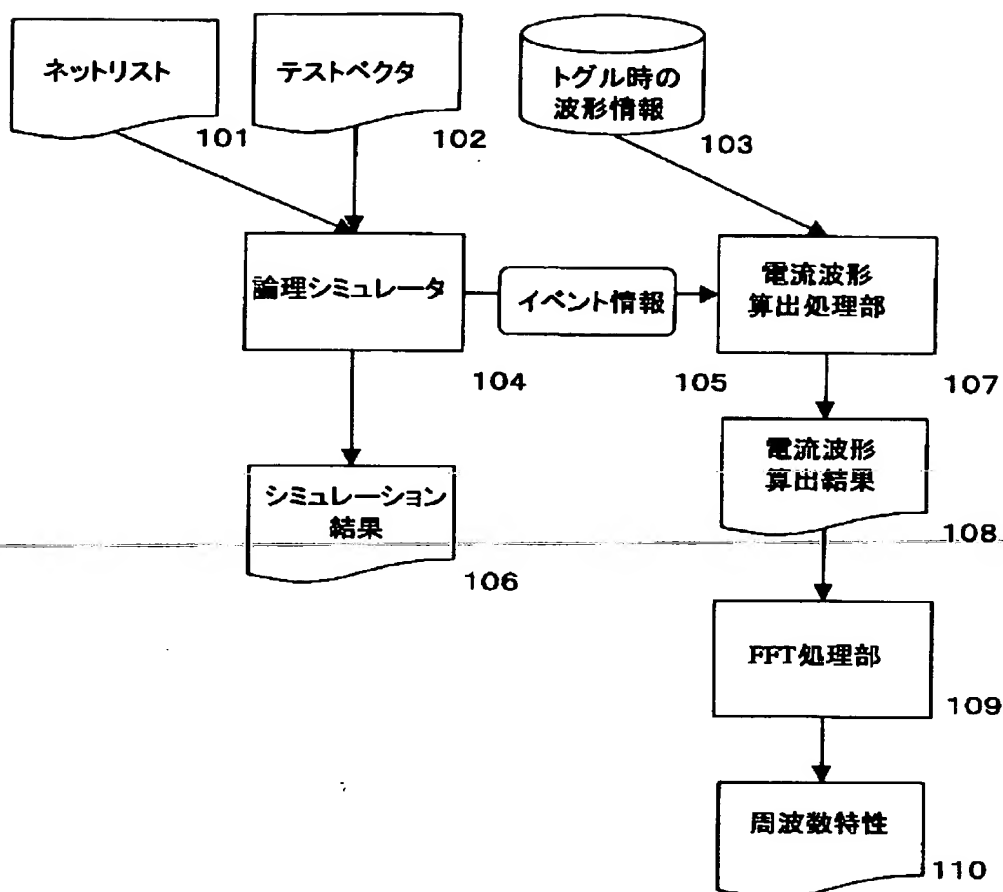 ネットリスト
101
テストベクタ
102
トグル時の
波形情報
103
論理シミュレータ
104
イベント情報
105
電流波形
算出処理部
107
シミュレーション
結果
106
電流波形
算出結果
108
FFT処理部
109
周波数特性
110